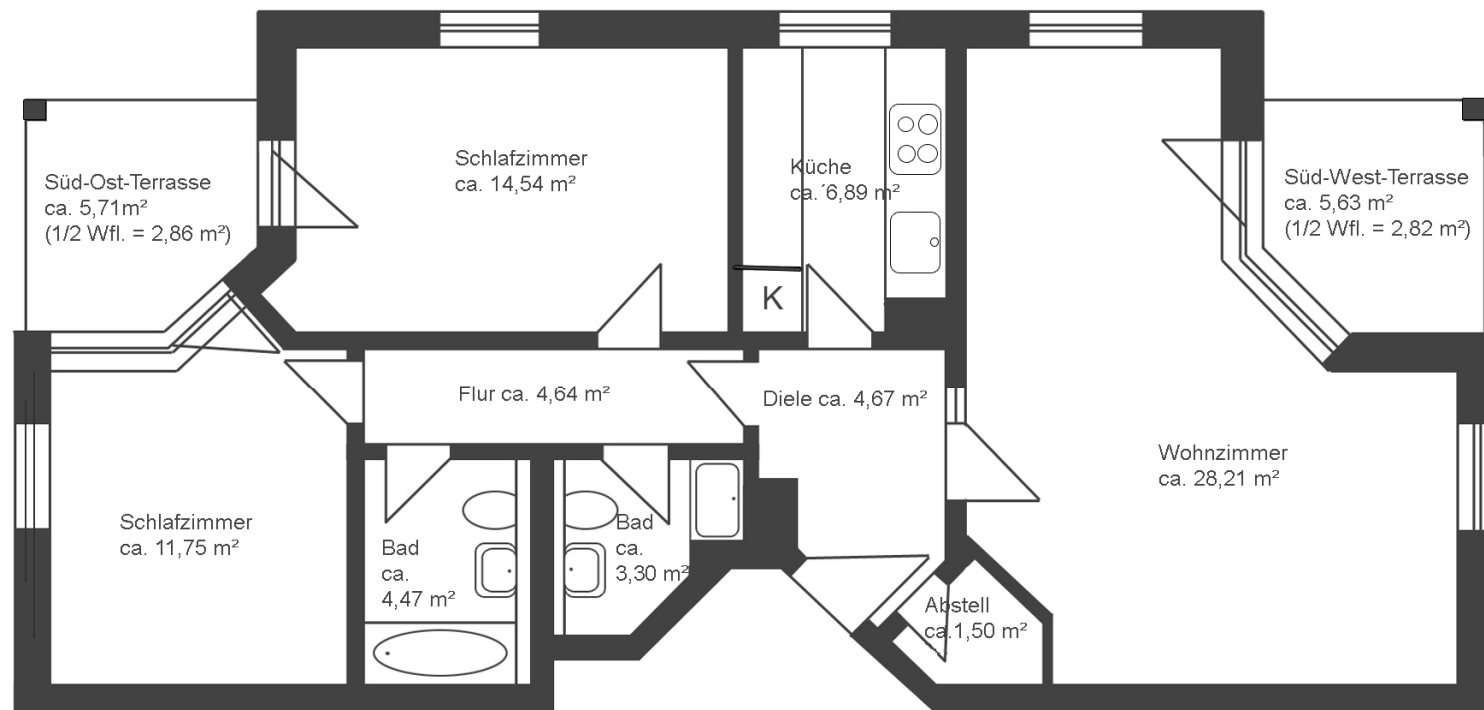 Süd-Ost-Terrasse
ca. 5,71m²
(1/2 Wfl. = 2,86 m²)
Schlafzimmer
ca. 14,54 m²
Küche
ca.´6,89 m²
K
Süd-West-Terrasse
ca. 5,63 m²
(1/2 Wfl. = 2,82 m²)
Flur ca. 4,64 m²
Diele ca. 4,67 m²
Wohnzimmer
ca. 28,21 m²
Schlafzimmer
ca. 11,75 m²
Bad
ca.
4,47 m²
Bad
ca.
3,30 m²
Abstell
ca.1,50 m²